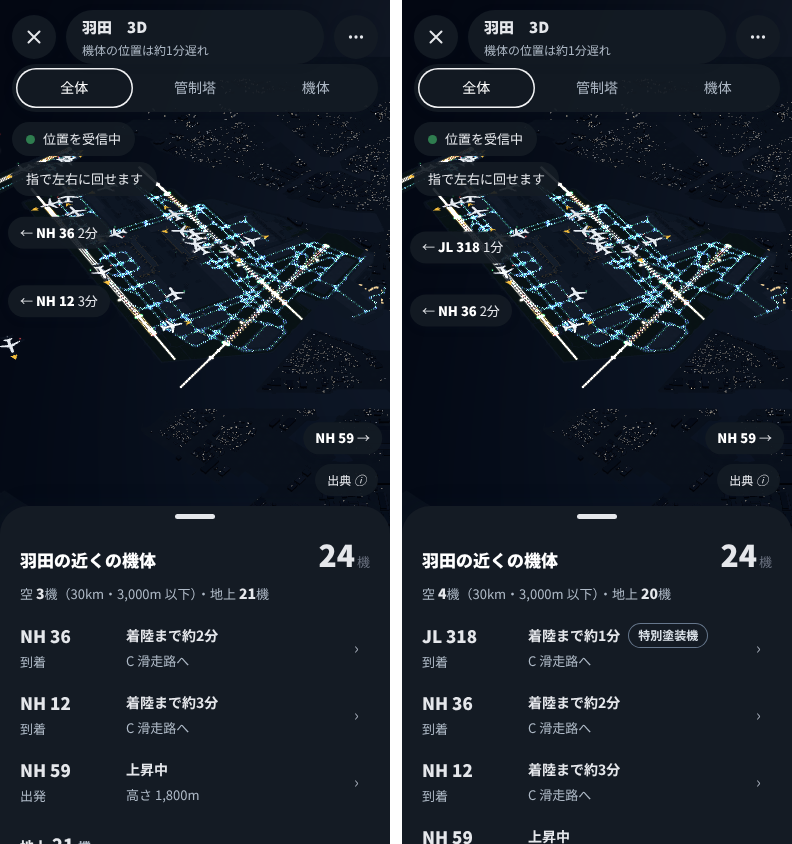 羽田 3D
機体の位置は約1分遅れ
全体 管制塔 機体
位置を受信中
指で左右に回せます
← NH 36 2分
← NH 12 3分
NH 59 →
出典 ⓘ
羽田の近くの機体 24機
空 3機（30km・3,000m 以下）・地上 21機
NH 36 着陸まで約2分
到着 C 滑走路へ
NH 12 着陸まで約3分
到着 C 滑走路へ
NH 59 上昇中
出発 高さ 1,800m
地上 21 機
羽田 3D
機体の位置は約1分遅れ
全体 管制塔 機体
位置を受信中
指で左右に回せます
← JL 318 1分
← NH 36 2分
NH 59 →
出典 ⓘ
羽田の近くの機体 24機
空 4機（30km・3,000m 以下）・地上 20機
JL 318 着陸まで約1分 特別塗装機
到着 C 滑走路へ
NH 36 着陸まで約2分
到着 C 滑走路へ
NH 12 着陸まで約3分
到着 C 滑走路へ
NH 59 上昇中